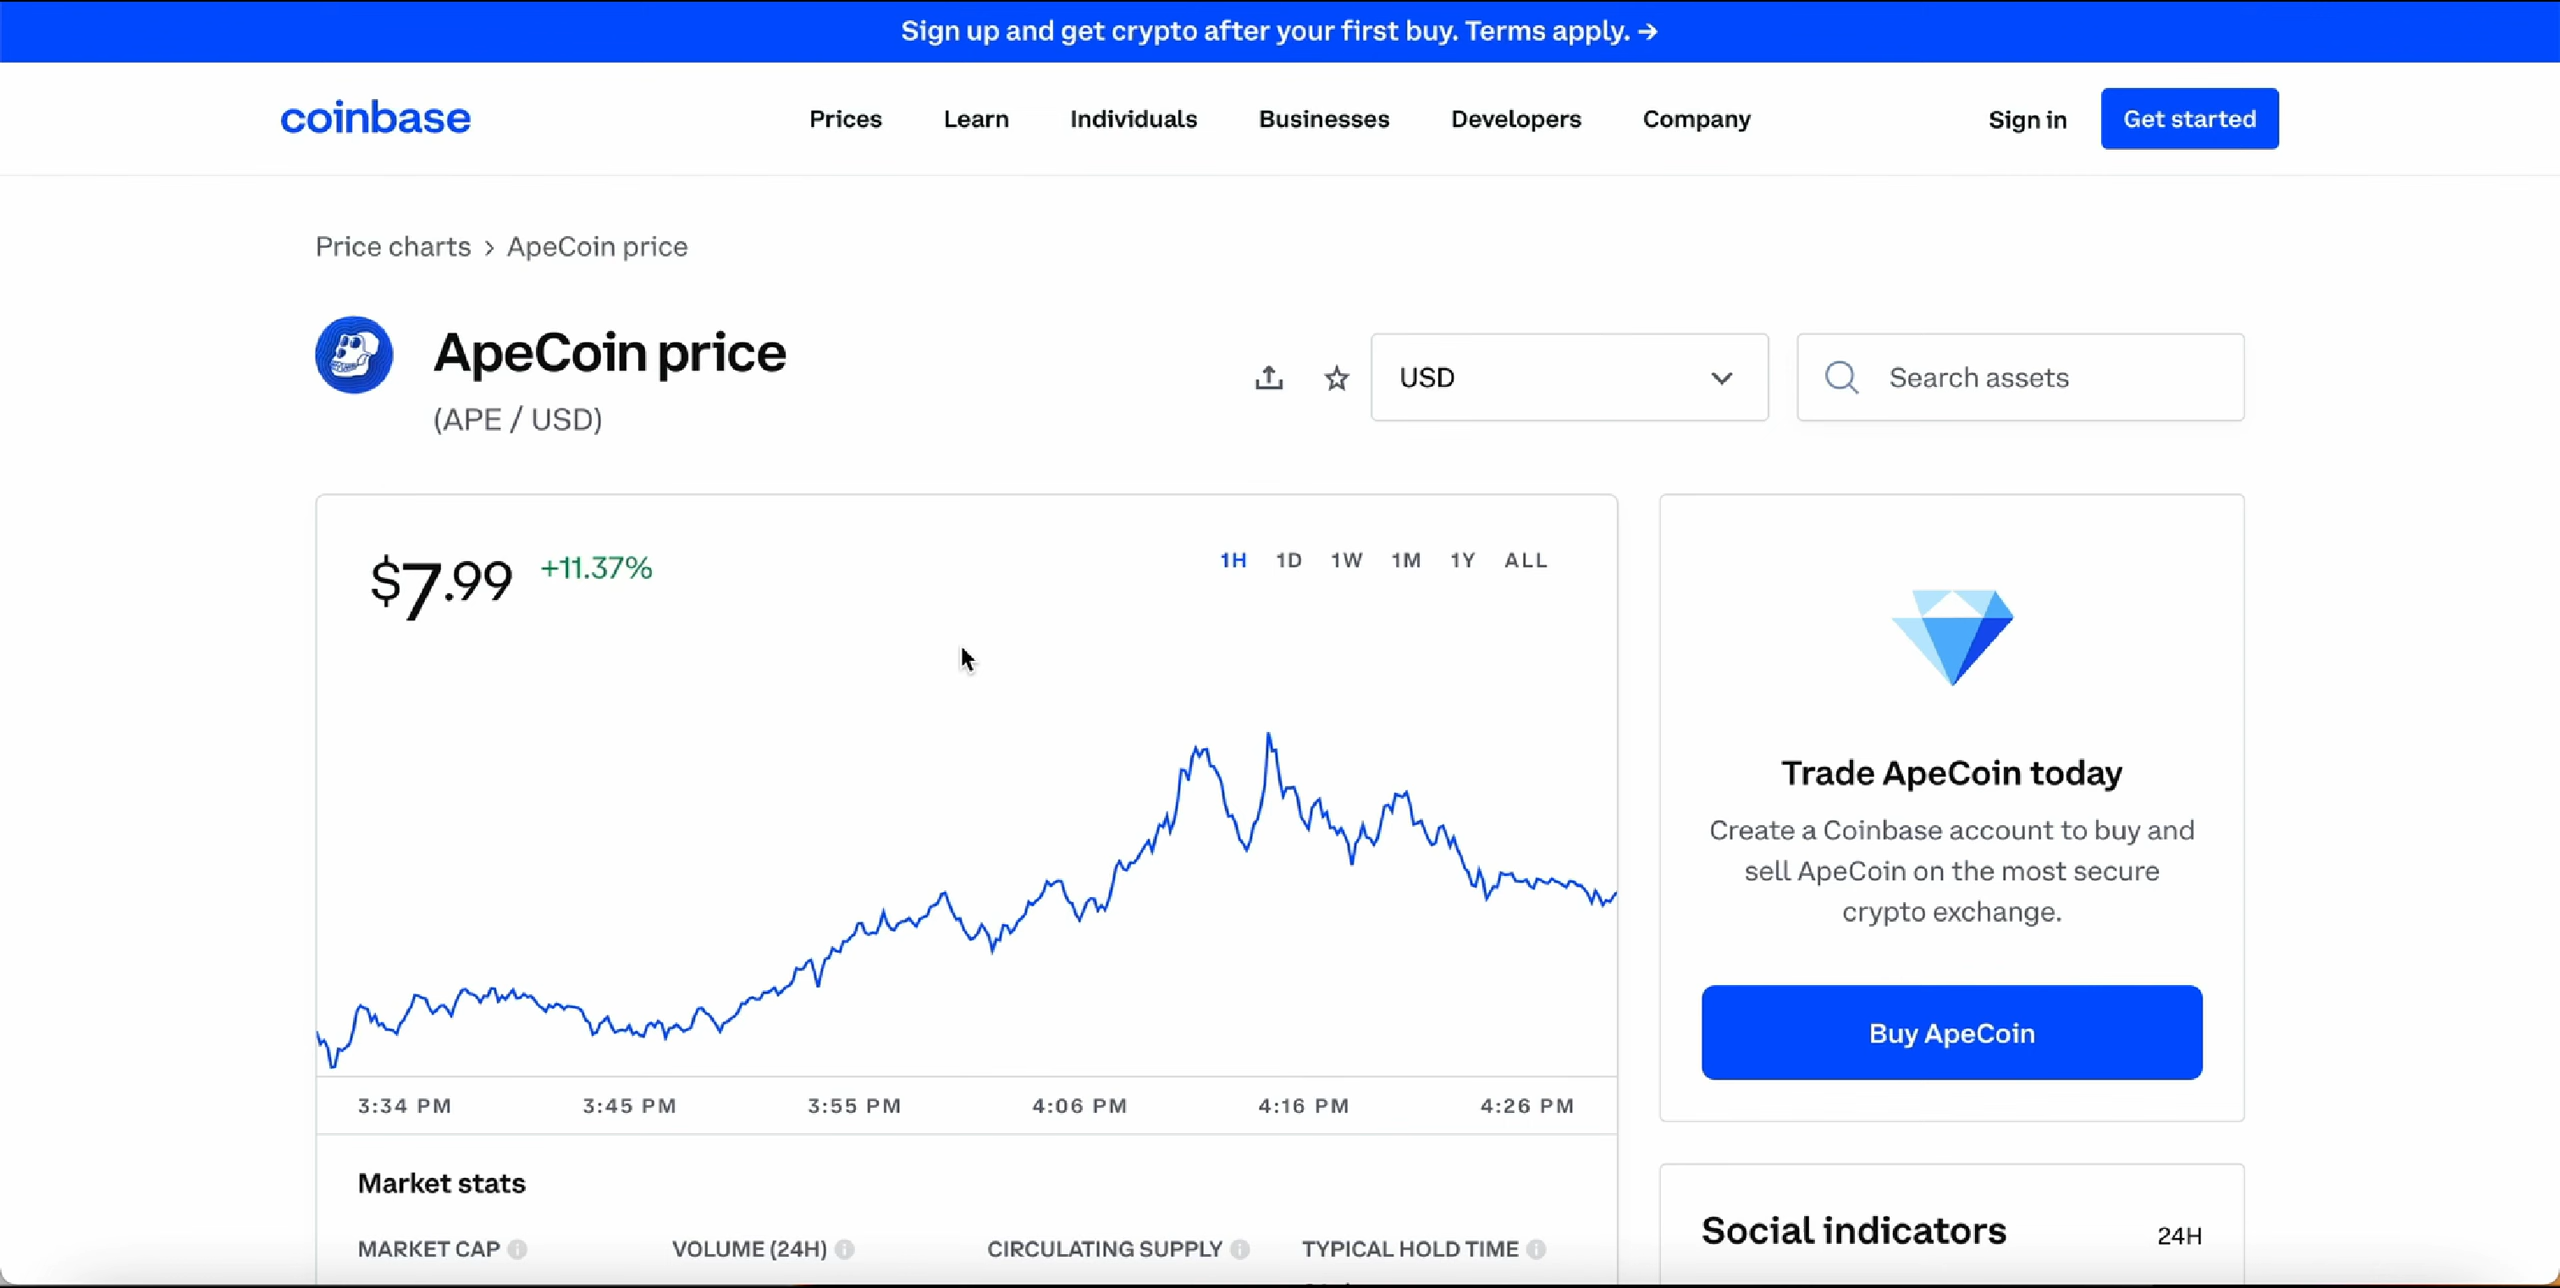 Sign up and get crypto after your first buy. Terms apply. →
coinbase
Prices Learn Individuals Businesses Developers Company Sign in Get started
Price charts › ApeCoin price
ApeCoin price
(APE / USD)
USD
Search assets
$7.99 +11.37%
1H 1D 1W 1M 1Y ALL
3:34 PM 3:45 PM 3:55 PM 4:06 PM 4:16 PM 4:26 PM
Market stats
MARKET CAP VOLUME (24H) CIRCULATING SUPPLY TYPICAL HOLD TIME
Trade ApeCoin today
Create a Coinbase account to buy and
sell ApeCoin on the most secure
crypto exchange.
Buy ApeCoin
Social indicators 24H